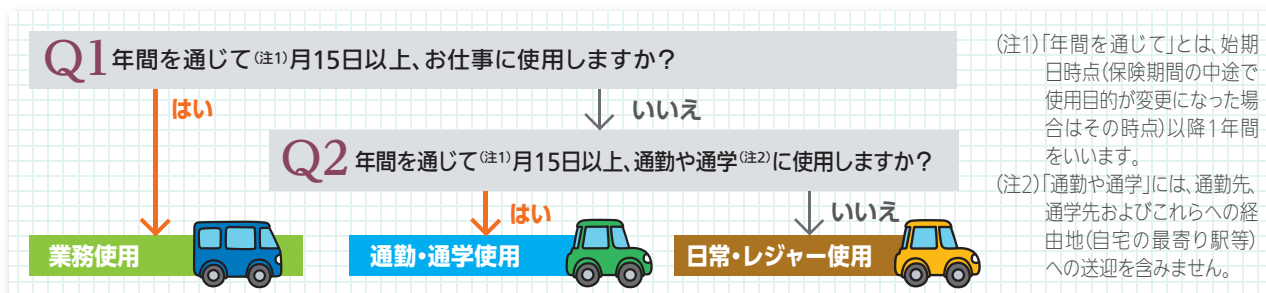 Q1 年間を通じて(注1)月15日以上、お仕事に使用しますか？
はい
いいえ
Q2 年間を通じて(注1)月15日以上、通勤や通学(注2)に使用しますか？
はい
いいえ
業務使用
通勤・通学使用
日常・レジャー使用
(注1)「年間を通じて」とは、始期
日時点(保険期間の中途で
使用目的が変更になった場
合はその時点)以降1年間
をいいます。
(注2)「通勤や通学」には、通勤先、
通学先およびこれらへの経
由地(自宅の最寄り駅等)
への送迎を含みません。